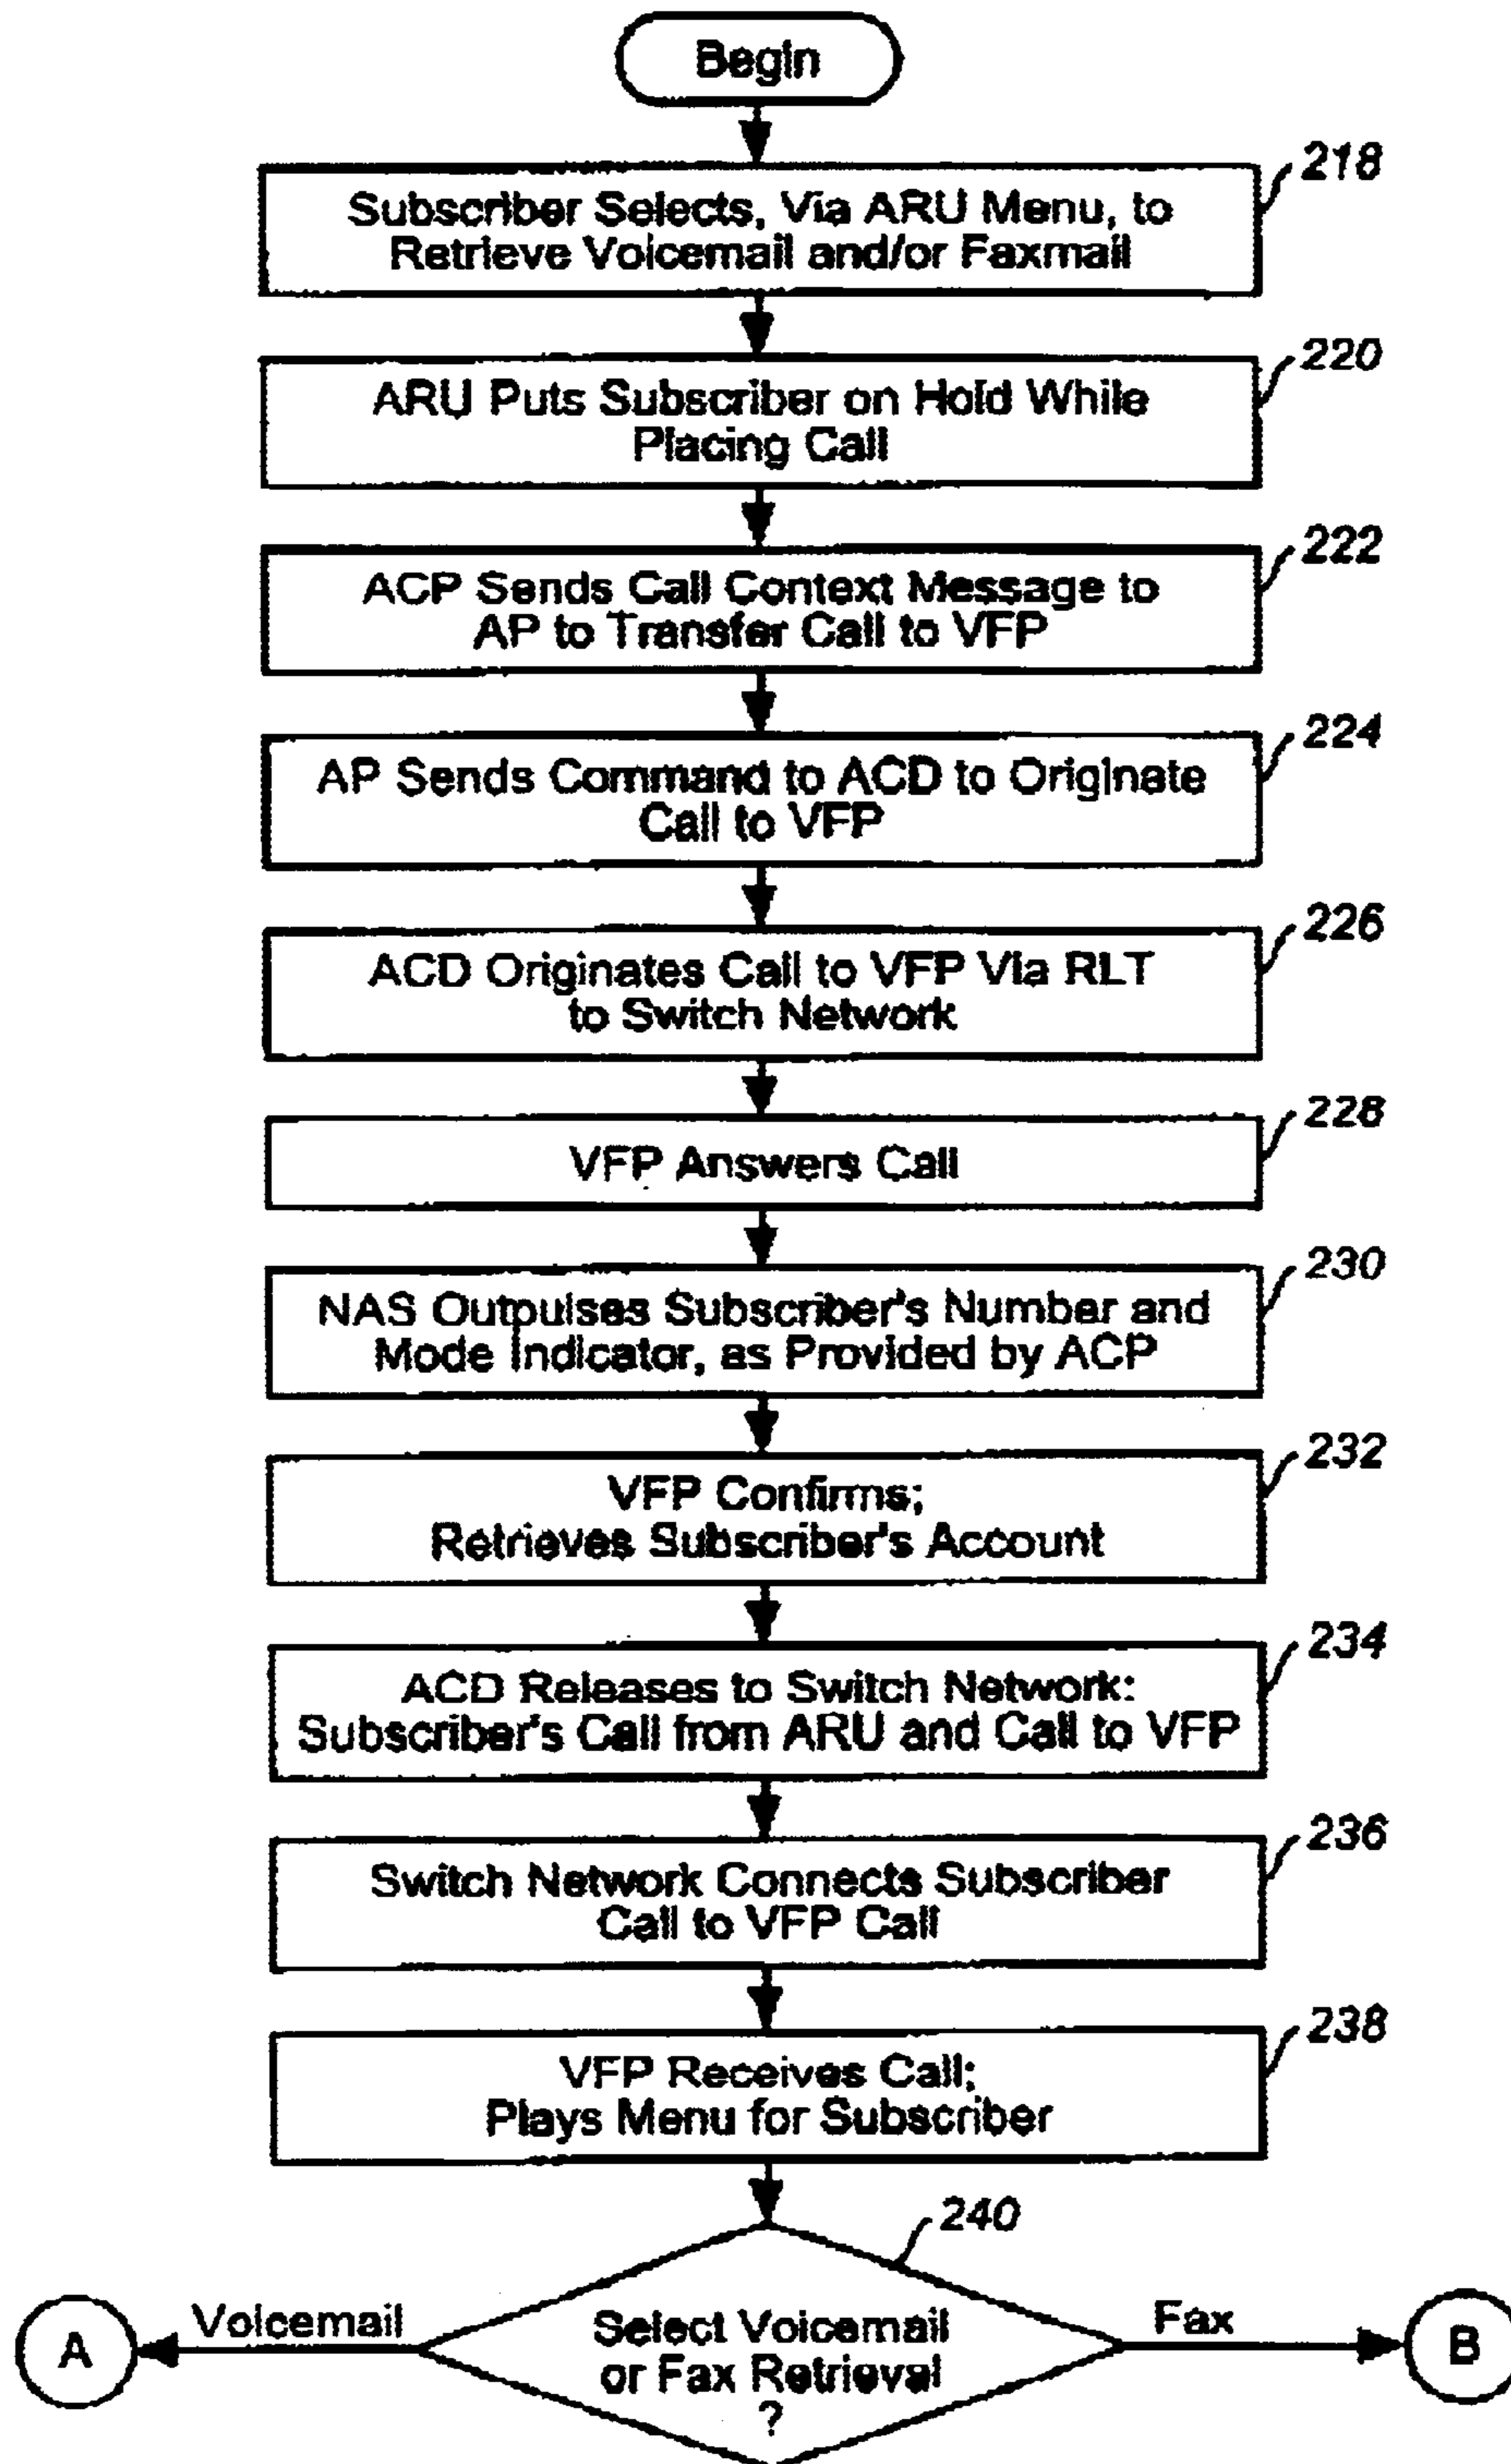 Begin
218
Subscriber Selects, Via ARU Menu, to
Retrieve Voicemail and/or Faxmail
220
ARU Puts Subscriber on Hold While
Placing Call
222
ACP Sends Call Context Message to
AP to Transfer Call to VFP
224
AP Sends Command to ACD to Originate
Call to VFP
226
ACD Originates Call to VFP Via RLT
to Switch Network
228
VFP Answers Call
230
NAS Outpulses Subscriber's Number and
Mode Indicator, as Provided by ACP
232
VFP Confirms;
Retrieves Subscriber's Account
234
ACD Releases to Switch Network:
Subscriber's Call from ARU and Call to VFP
236
Switch Network Connects Subscriber
Call to VFP Call
238
VFP Receives Call;
Plays Menu for Subscriber
240
A
Voicemail
Select Voicemail
or Fax Retrieval
?
Fax
B